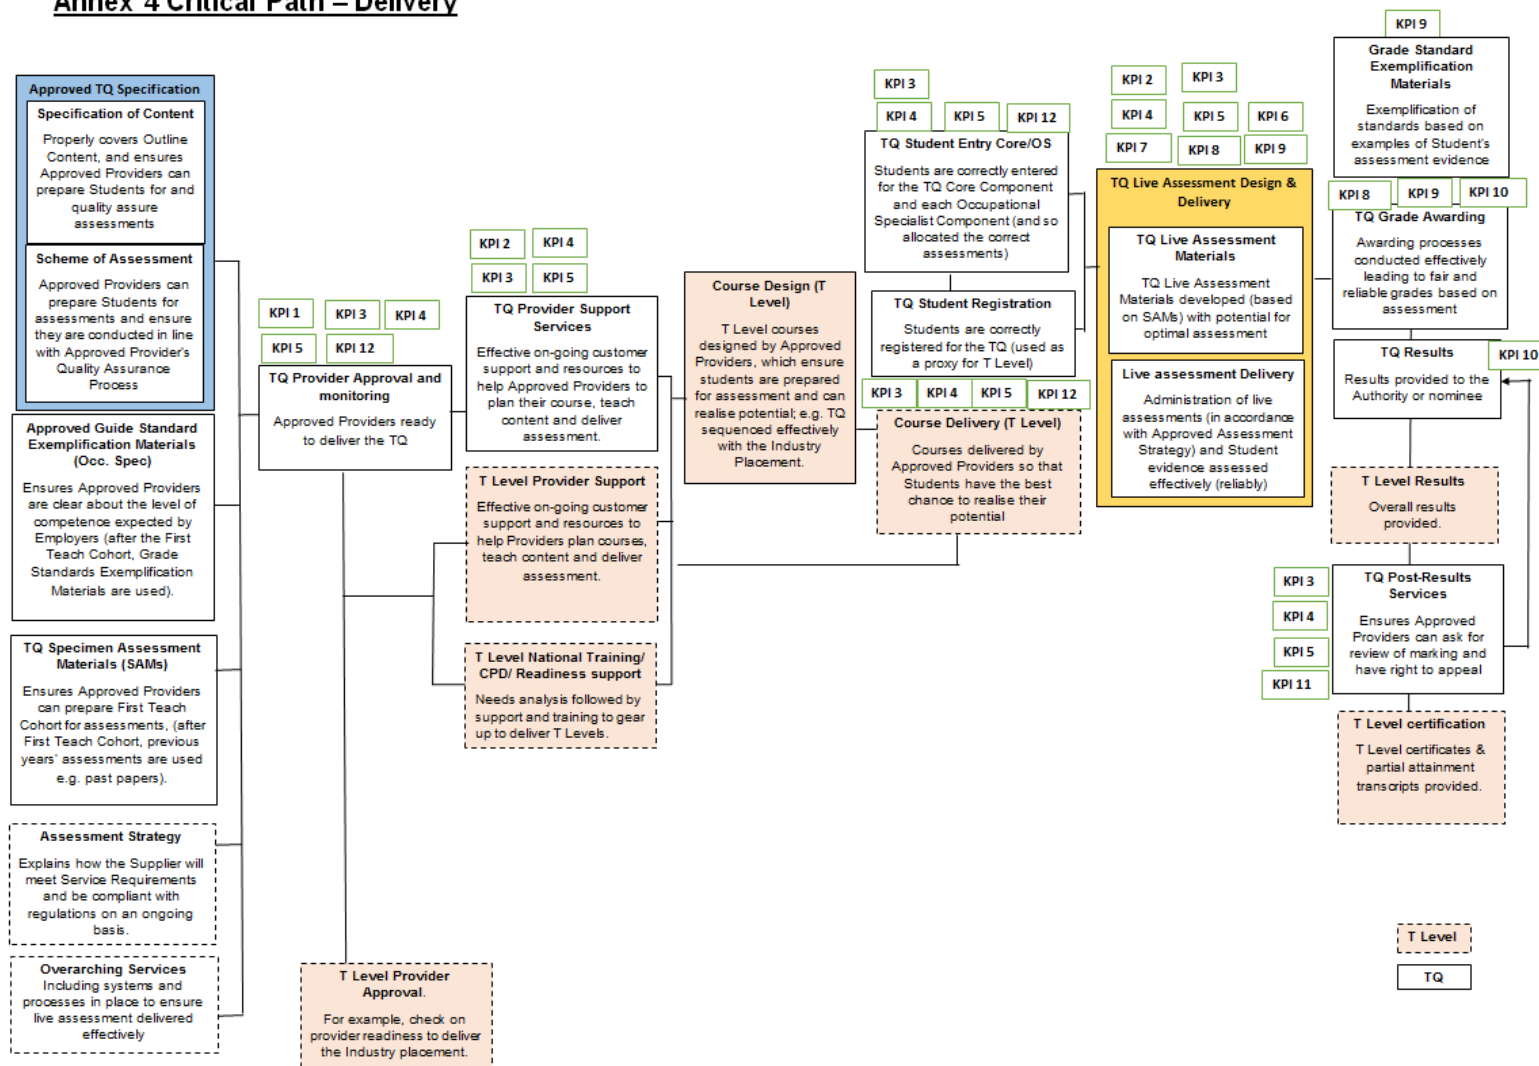 Annex 4 Critical Path – Delivery
Approved TQ Specification
Specification of Content
Properly covers Outline
Content, and ensures
Approved Providers can
prepare Students for and
quality assure
assessments
Scheme of Assessment
Approved Providers can
prepare Students for
assessments and ensure
they are conducted in line
with Approved Provider's
Quality Assurance
Process
Approved Guide Standard
Exemplification Materials
(Occ. Spec)
Ensures Approved Providers
are clear about the level of
competence expected by
Employers (after the First
Teach Cohort, Grade
Standards Exemplification
Materials are used).
TQ Specimen Assessment
Materials (SAMs)
Ensures Approved Providers
can prepare First Teach
Cohort for assessments, (after
First Teach Cohort, previous
years' assessments are used
e.g. past papers).
Assessment Strategy
Explains how the Supplier will
meet Service Requirements
and be compliant with
regulations on an ongoing
basis.
Overarching Services
Including systems and
processes in place to ensure
live assessment delivered
effectively
KPI 1
KPI 3
KPI 4
KPI 5
KPI 12
TQ Provider Approval and
monitoring
Approved Providers ready
to deliver the TQ
T Level Provider
Approval.
For example, check on
provider readiness to deliver
the Industry placement.
KPI 2
KPI 4
KPI 3
KPI 5
TQ Provider Support
Services
Effective on-going customer
support and resources to
help Approved Providers to
plan their course, teach
content and deliver
assessment.
T Level Provider Support
Effective on-going customer
support and resources to
help Providers plan courses,
teach content and deliver
assessment.
T Level National Training/
CPD/ Readiness support
Needs analysis followed by
support and training to gear
up to deliver T Levels.
Course Design (T
Level)
T Level courses
designed by Approved
Providers, which ensure
students are prepared
for assessment and can
realise potential; e.g. TQ
sequenced effectively
with the Industry
Placement.
KPI 3
KPI 4
KPI 5
KPI 12
TQ Student Entry Core/OS
Students are correctly entered
for the TQ Core Component
and each Occupational
Specialist Component (and so
allocated the correct
assessments)
TQ Student Registration
Students are correctly
registered for the TQ (used as
a proxy for T Level)
KPI 3
KPI 4
KPI 5
KPI 12
Course Delivery (T Level)
Courses delivered by
Approved Providers so that
Students have the best
chance to realise their
potential
KPI 2
KPI 3
KPI 4
KPI 5
KPI 6
KPI 7
KPI 8
KPI 9
TQ Live Assessment Design &
Delivery
TQ Live Assessment
Materials
TQ Live Assessment
Materials developed (based
on SAMs) with potential for
optimal assessment
Live assessment Delivery
Administration of live
assessments (in accordance
with Approved Assessment
Strategy) and Student
evidence assessed
effectively (reliably)
KPI 9
Grade Standard
Exemplification
Materials
Exemplification of
standards based on
examples of Student's
assessment evidence
KPI 8
KPI 9
KPI 10
TQ Grade Awarding
Awarding processes
conducted effectively
leading to fair and
reliable grades based on
assessment
KPI 10
TQ Results
Results provided to the
Authority or nominee
T Level Results
Overall results
provided.
KPI 3
KPI 4
KPI 5
KPI 11
TQ Post-Results
Services
Ensures Approved
Providers can ask for
review of marking and
have right to appeal
T Level certification
T Level certificates &
partial attainment
transcripts provided.
T Level
TQ